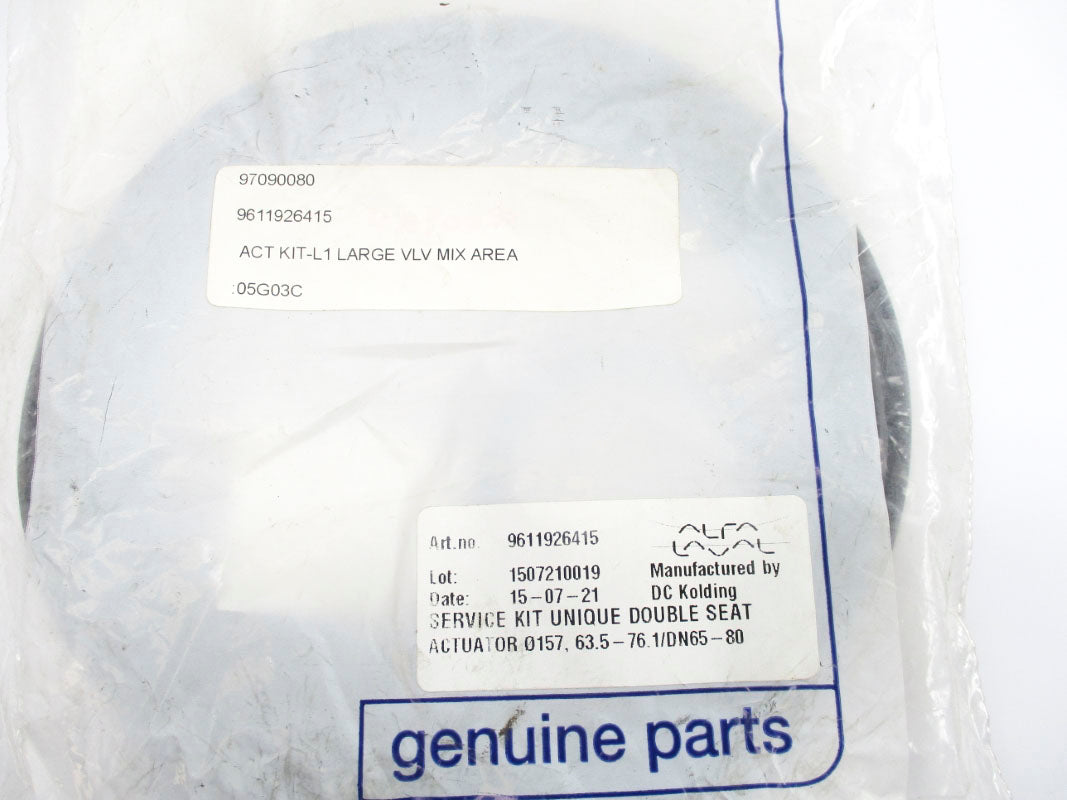 97090080
9611926415
ACT KIT-L1 LARGE VLV MIX AREA
:05G03C
Art.no. 9611926415
ALFA
LAVAL
Lot: 1507210019 Manufactured by
Date: 15-07-21 DC Kolding
SERVICE KIT UNIQUE DOUBLE SEAT
ACTUATOR Ø157, 63.5-76.1/DN65-80
genuine parts